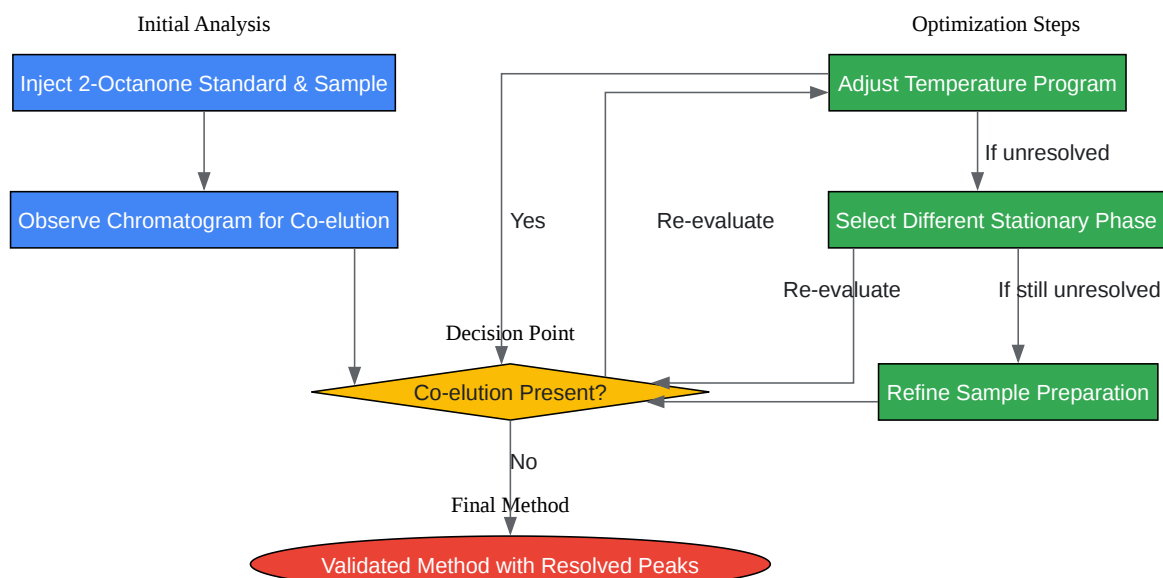 Initial Analysis
Optimization Steps
Inject 2-Octanone Standard & Sample
Adjust Temperature Program
If unresolved
Observe Chromatogram for Co-elution
Yes
Re-evaluate
Select Different Stationary Phase
Re-evaluate
If still unresolved
Decision Point
Co-elution Present?
Refine Sample Preparation
No
Final Method
Validated Method with Resolved Peaks